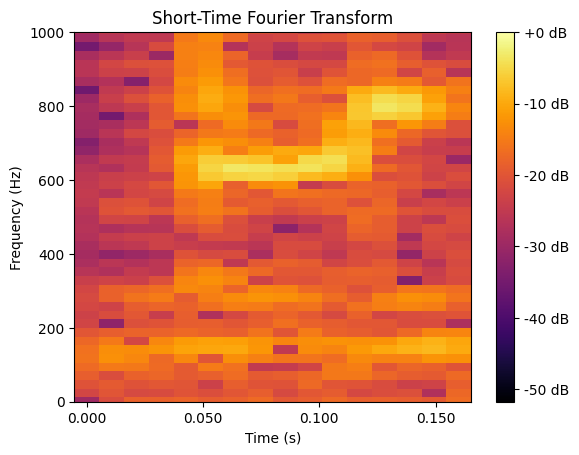 Short-Time Fourier Transform
1000
800
600
400
200
0
Frequency (Hz)
0.000
0.050
0.100
0.150
Time (s)
+0 dB
-10 dB
-20 dB
-30 dB
-40 dB
-50 dB